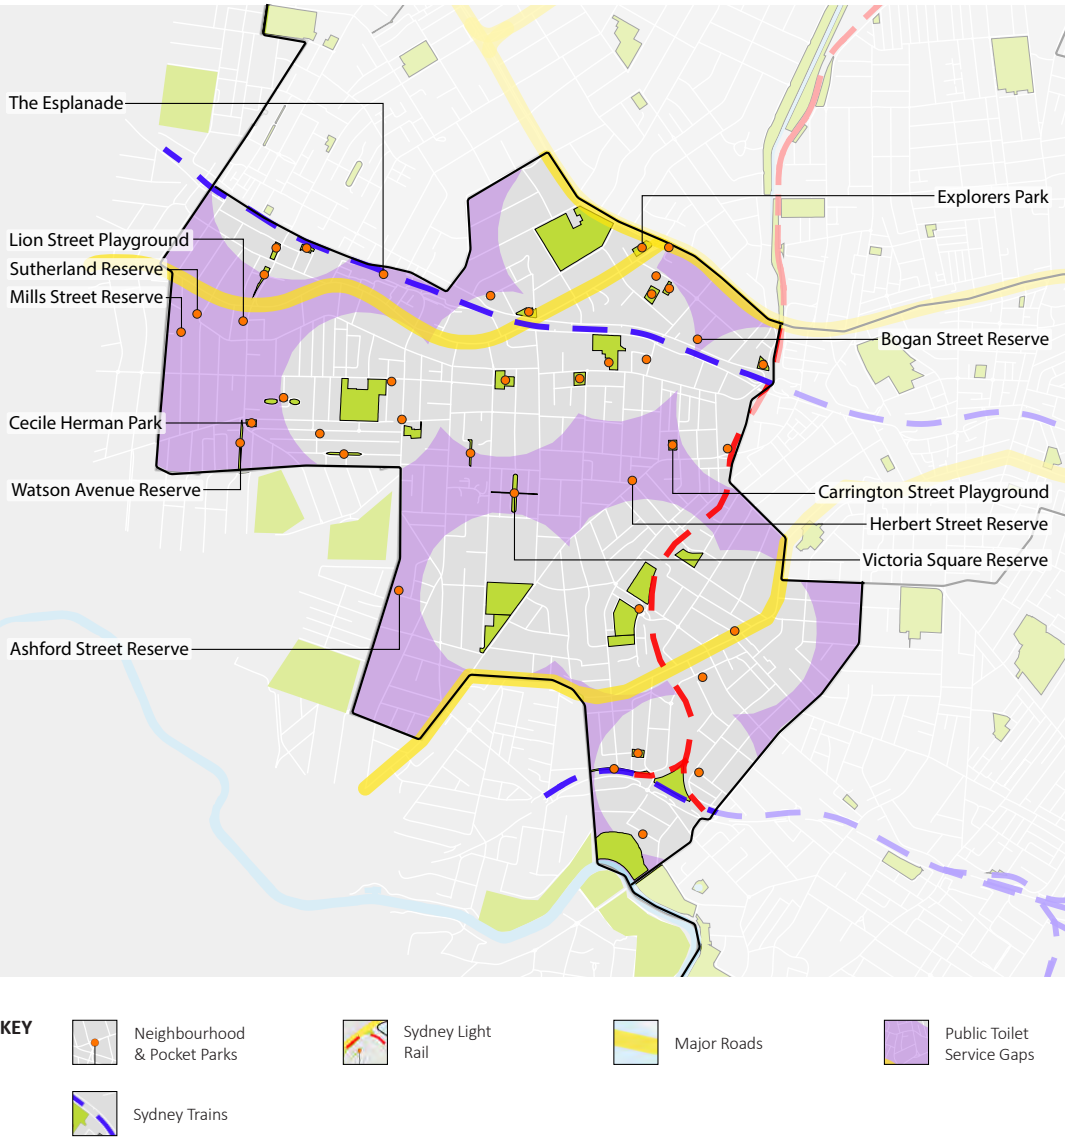 The Esplanade
Explorers Park
Lion Street Playground
Sutherland Reserve
Mills Street Reserve
Bogan Street Reserve
Cecile Herman Park
Watson Avenue Reserve
Carrington Street Playground
Herbert Street Reserve
Victoria Square Reserve
Ashford Street Reserve
KEY
Neighbourhood
& Pocket Parks
Sydney Light
Rail
Major Roads
Public Toilet
Service Gaps
Sydney Trains